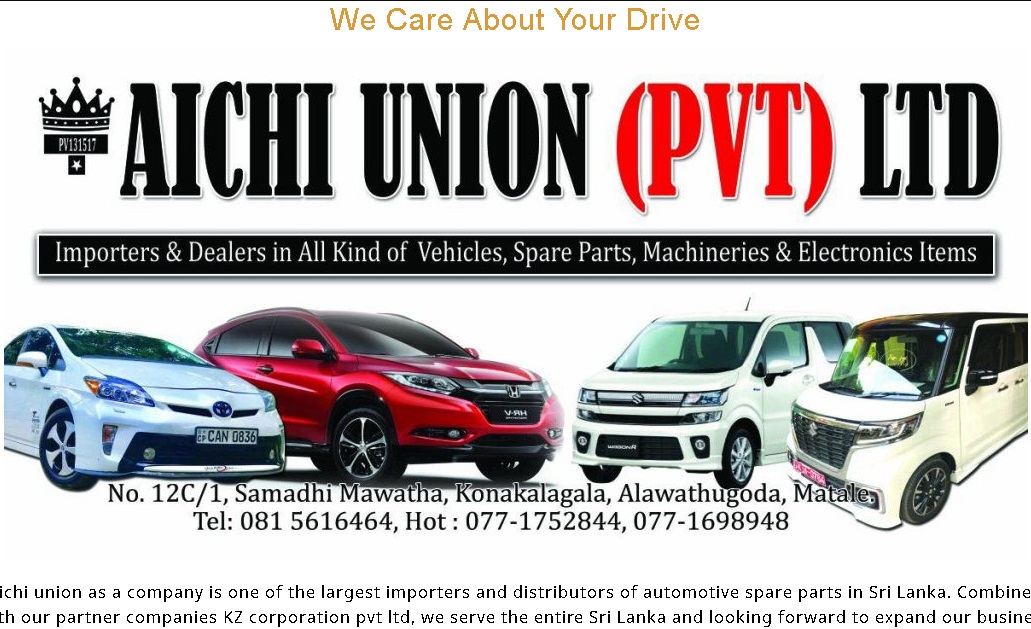 We Care About Your Drive
PV131517
AICHI UNION (PVT) LTD
Importers & Dealers in All Kind of Vehicles, Spare Parts, Machineries & Electronics Items
CAN 0836
V-RH
WAGON R
No. 12C/1, Samadhi Mawatha, Konakalagala, Alawathugoda, Matale.
Tel: 081 5616464, Hot : 077-1752844, 077-1698948
ichi union as a company is one of the largest importers and distributors of automotive spare parts in Sri Lanka. Combine
th our partner companies KZ corporation pvt ltd, we serve the entire Sri Lanka and looking forward to expand our busine